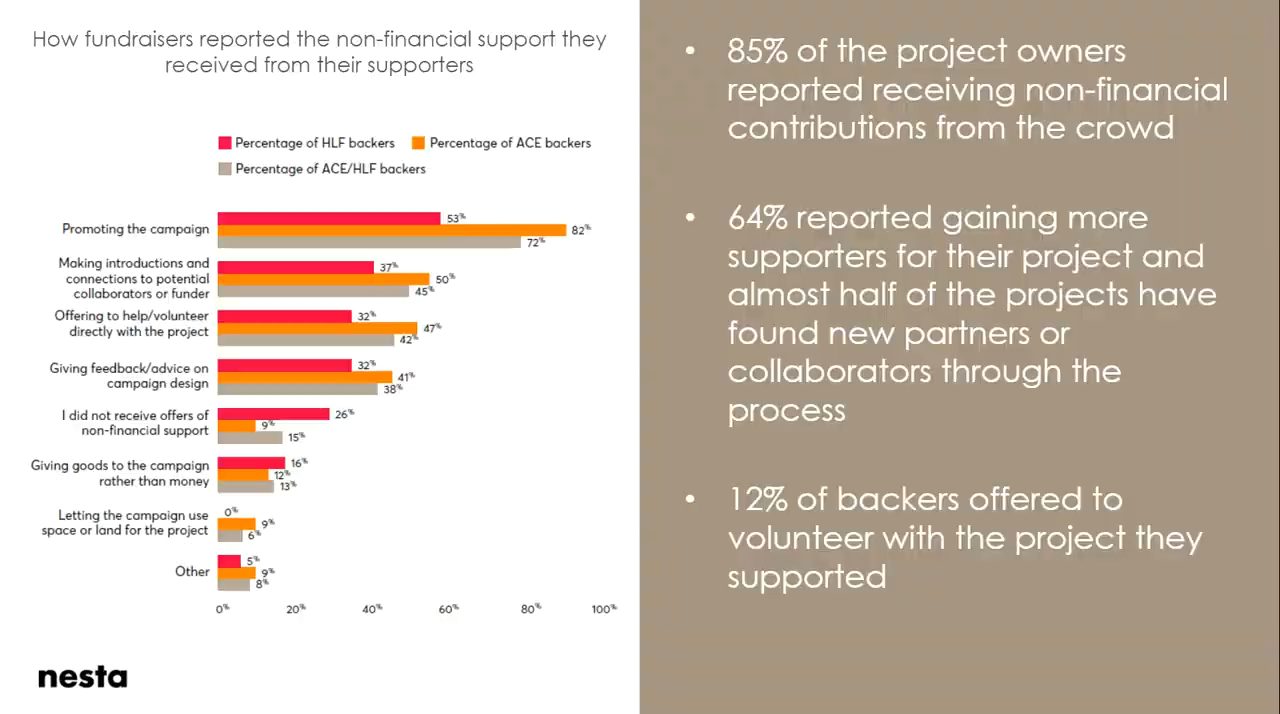 How fundraisers reported the non-financial support they
received from their supporters
Percentage of HLF backers
Percentage of ACE backers
Percentage of ACE/HLF backers
Promoting the campaign
53%
82%
72%
Making introductions and
connections to potential
collaborators or funder
37%
50%
45%
Offering to help/volunteer
directly with the project
32%
47%
42%
Giving feedback/advice on
campaign design
32%
41%
38%
I did not receive offers of
non-financial support
26%
9%
15%
Giving goods to the campaign
rather than money
16%
12%
13%
Letting the campaign use
space or land for the project
0%
9%
6%
Other
5%
9%
8%
0% 20% 40% 60% 80% 100%
nesta
• 85% of the project owners
reported receiving non-financial
contributions from the crowd
• 64% reported gaining more
supporters for their project and
almost half of the projects have
found new partners or
collaborators through the
process
• 12% of backers offered to
volunteer with the project they
supported